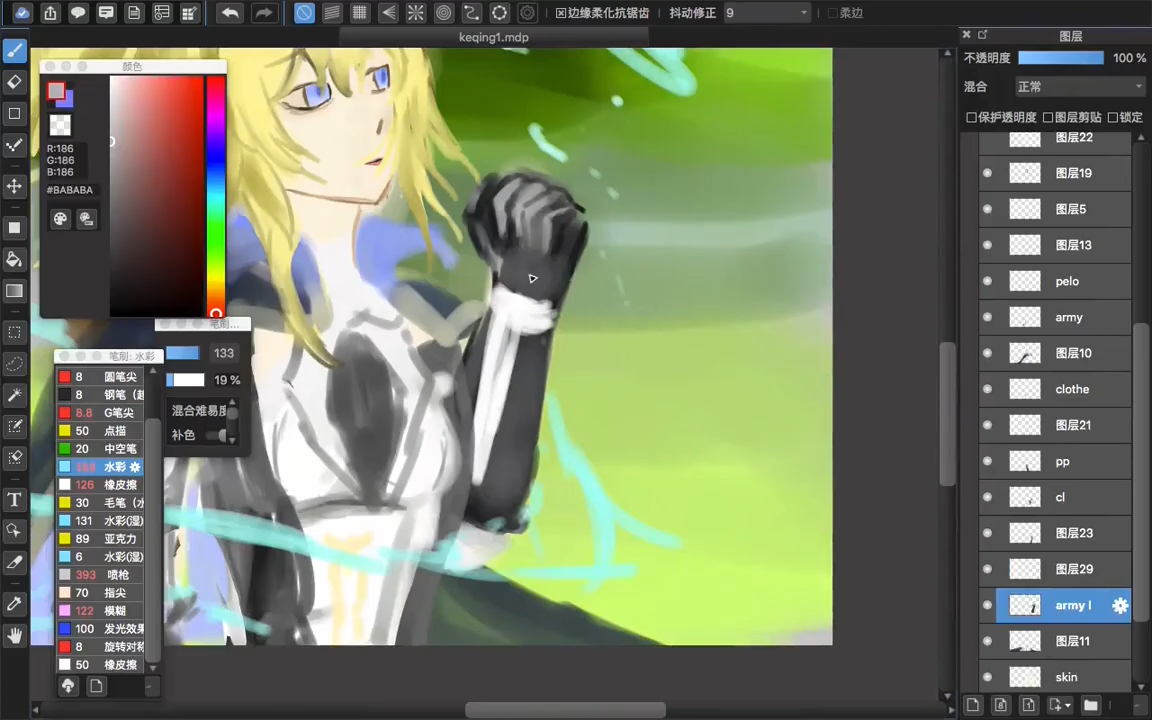 边缘柔化抗锯齿
抖动修正 9
柔边
keqing1.mdp
颜色
R:186
G:186
B:186
#BABABA
笔刷...
133
19 %
混合难易度
补色
笔刷: 水彩
8 圆笔尖
8 钢笔（起
8.8 G笔尖
50 点描
20 中空笔
水彩
126 橡皮擦
30 毛笔（水
131 水彩(湿)
89 亚克力
6 水彩(湿)
393 喷枪
70 指尖
122 模糊
100 发光效果
8 旋转对称
50 橡皮擦
图层
不透明度 100 %
混合 正常
保护透明度 图层剪贴 锁定
图层22
图层19
图层5
图层13
pelo
army
图层10
clothe
图层21
pp
cl
图层23
图层29
army l
图层11
skin